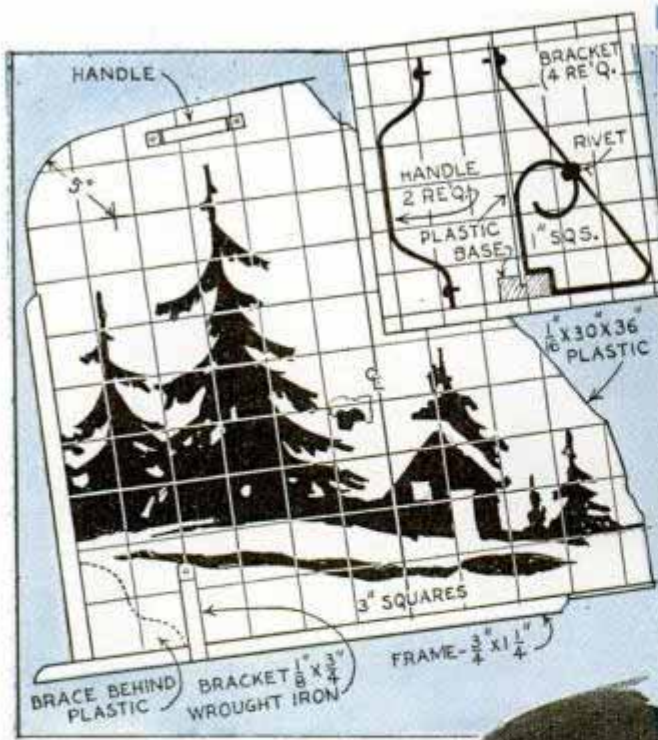 HANDLE
9"
HANDLE
2 RE'Q.
PLASTIC
BASE
BRACKET
(4 RE'Q.
RIVET
1" SQS.
1/16" X 30" X 36"
PLASTIC
℄
3" SQUARES
BRACE BEHIND
PLASTIC
BRACKET 1/8" X 3/4"
WROUGHT IRON
FRAME - 3/4" X 1 1/4"